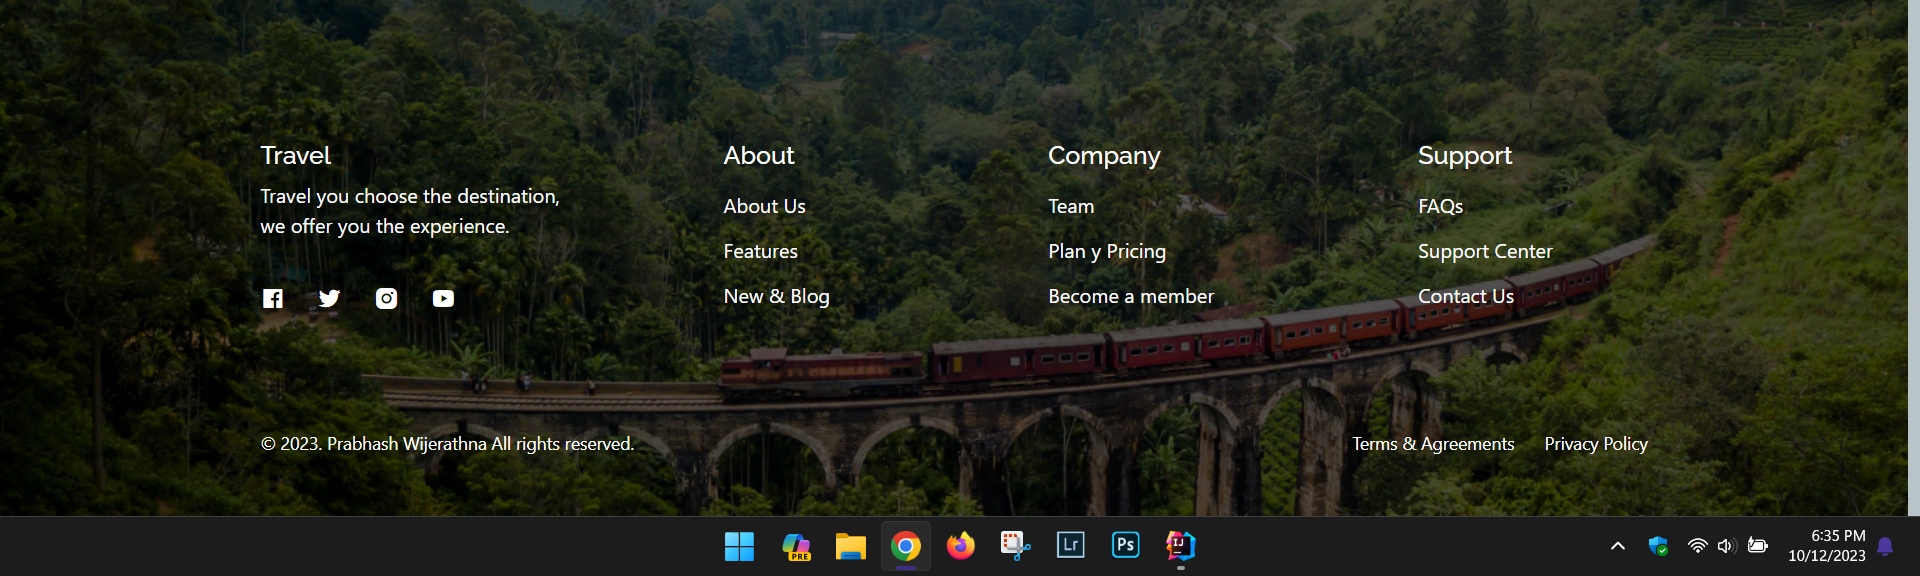 Travel
Travel you choose the destination,
we offer you the experience.
About
About Us
Features
New & Blog
Company
Team
Plan y Pricing
Become a member
Support
FAQs
Support Center
Contact Us
© 2023. Prabhash Wijerathna All rights reserved.
Terms & Agreements
Privacy Policy
PRE
Lr
Ps
IJ
6:35 PM
10/12/2023